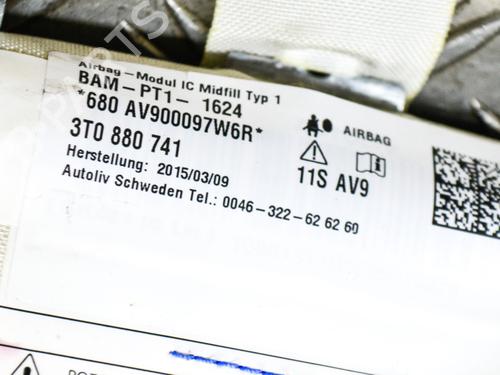 Airbag-Modul IC Midfill Typ 1
BAM-PT1- 1624
*680 AV900097W6R*
AIRBAG
3T0 880 741
11S AV9
Herstellung: 2015/03/09
Autoliv Schweden Tel.: 0046-322-62 62 60